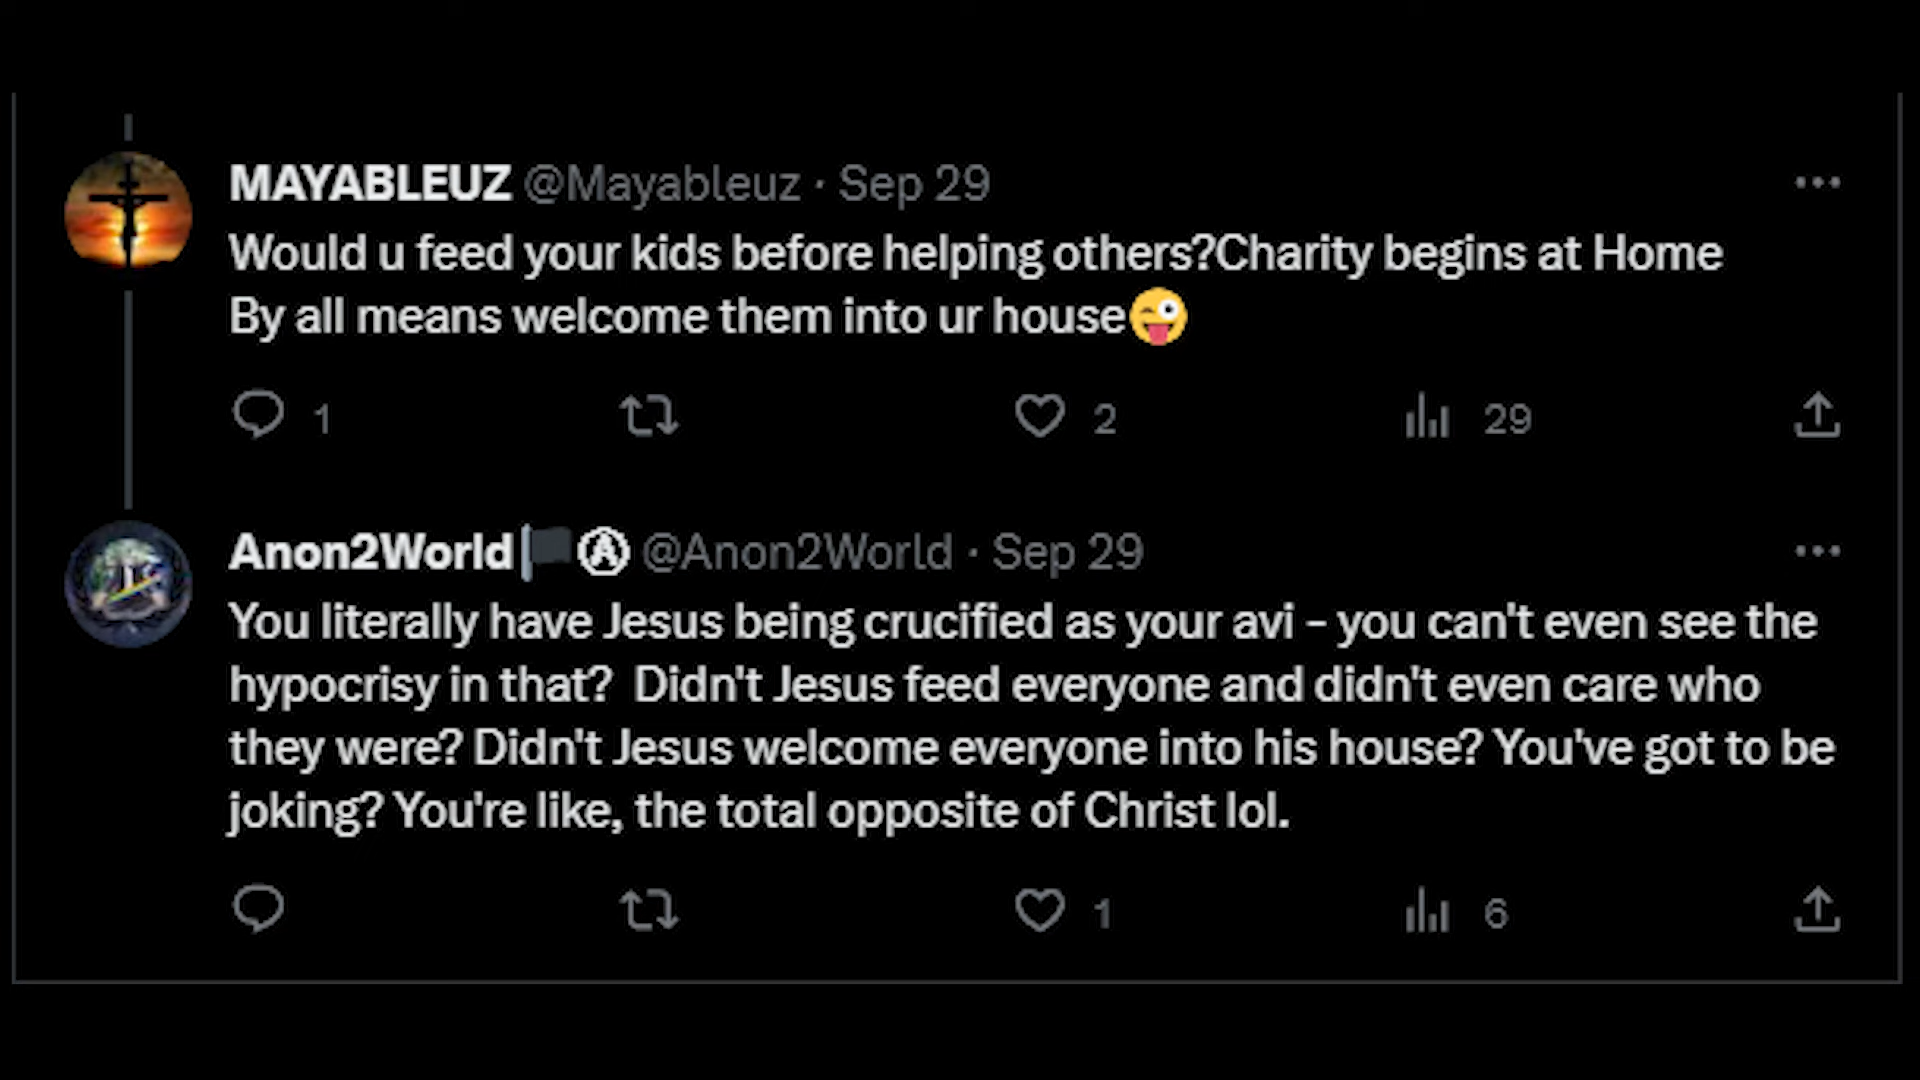 MAYABLEUZ @Mayableuz · Sep 29
Would u feed your kids before helping others?Charity begins at Home
By all means welcome them into ur house😜
1 2 29
Anon2World🏴Ⓐ @Anon2World · Sep 29
You literally have Jesus being crucified as your avi - you can't even see the
hypocrisy in that?  Didn't Jesus feed everyone and didn't even care who
they were? Didn't Jesus welcome everyone into his house? You've got to be
joking? You're like, the total opposite of Christ lol.
1 6